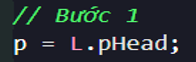 // Bước 1
p = L.pHead;